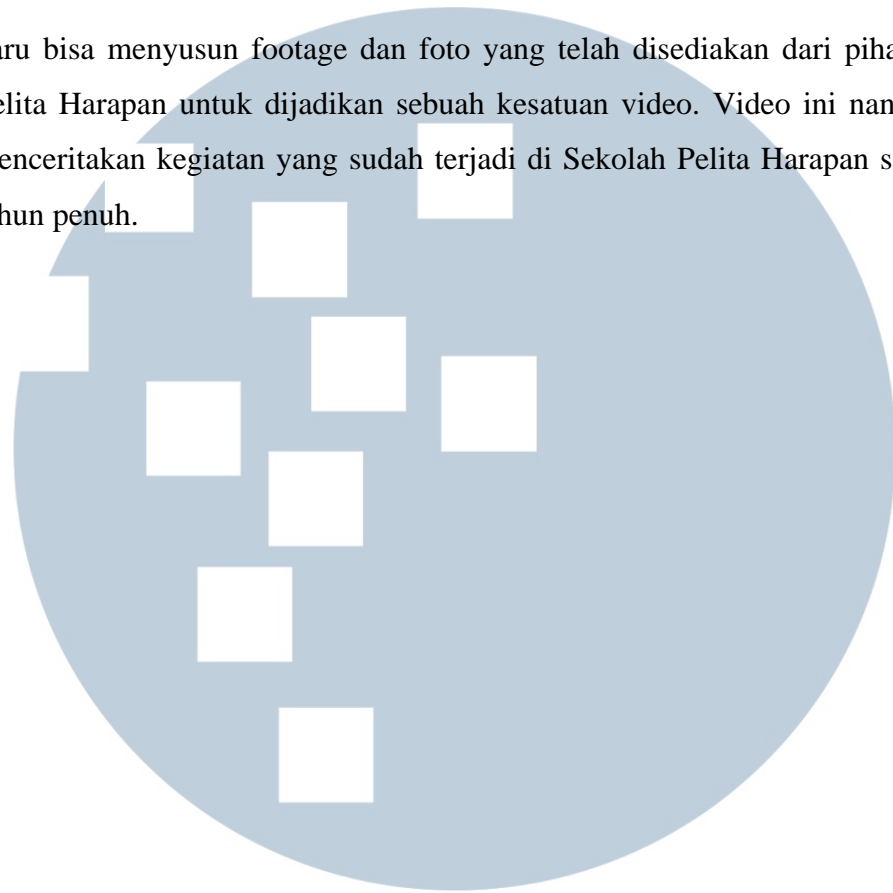 aru bisa menyusun footage dan foto yang telah disediakan dari piha
elita Harapan untuk dijadikan sebuah kesatuan video. Video ini nan
enceritakan kegiatan yang sudah terjadi di Sekolah Pelita Harapan s
hun penuh.